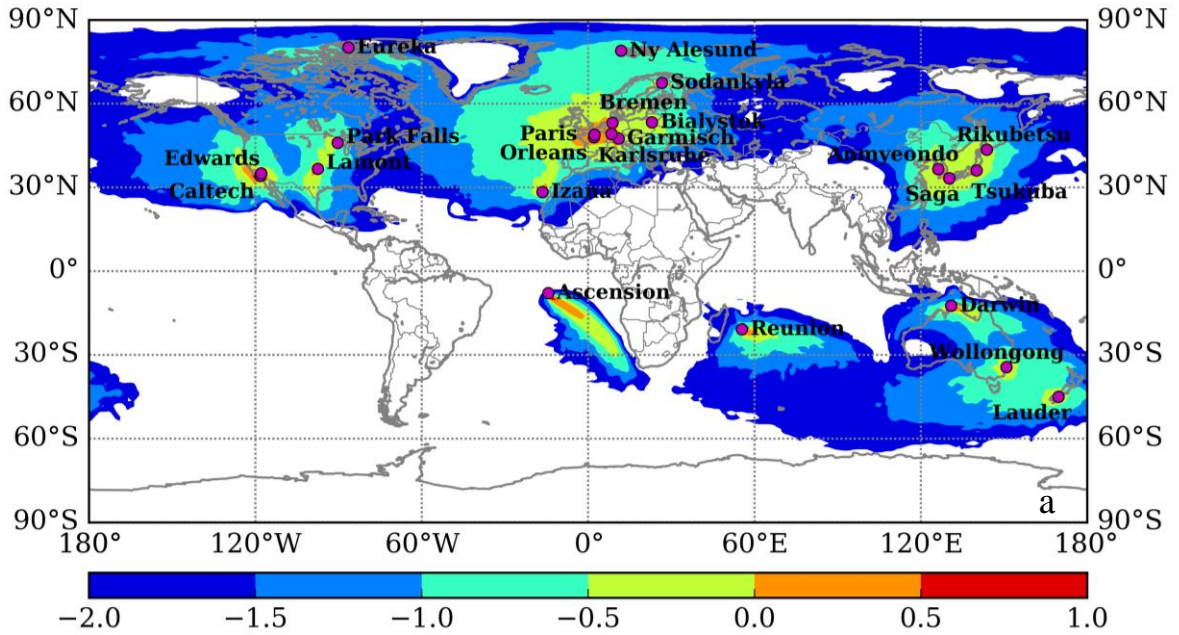 90°N 90°N
Eureka Ny Alesund
Sodankyla
60°N 60°N
Bremen
Park Falls Paris Bialystok Rikubetsu
Edwards Lamont Orleans Garmisch Anmyeondo
Caltech Karlsruhe
30°N Izana Saga Tsukuba 30°N
0° 0°
Ascension Darwin
Reunion
30°S Wollongong 30°S
Lauder
60°S 60°S
a
90°S 90°S
180° 120°W 60°W 0° 60°E 120°E 180°
−2.0 −1.5 −1.0 −0.5 0.0 0.5 1.0